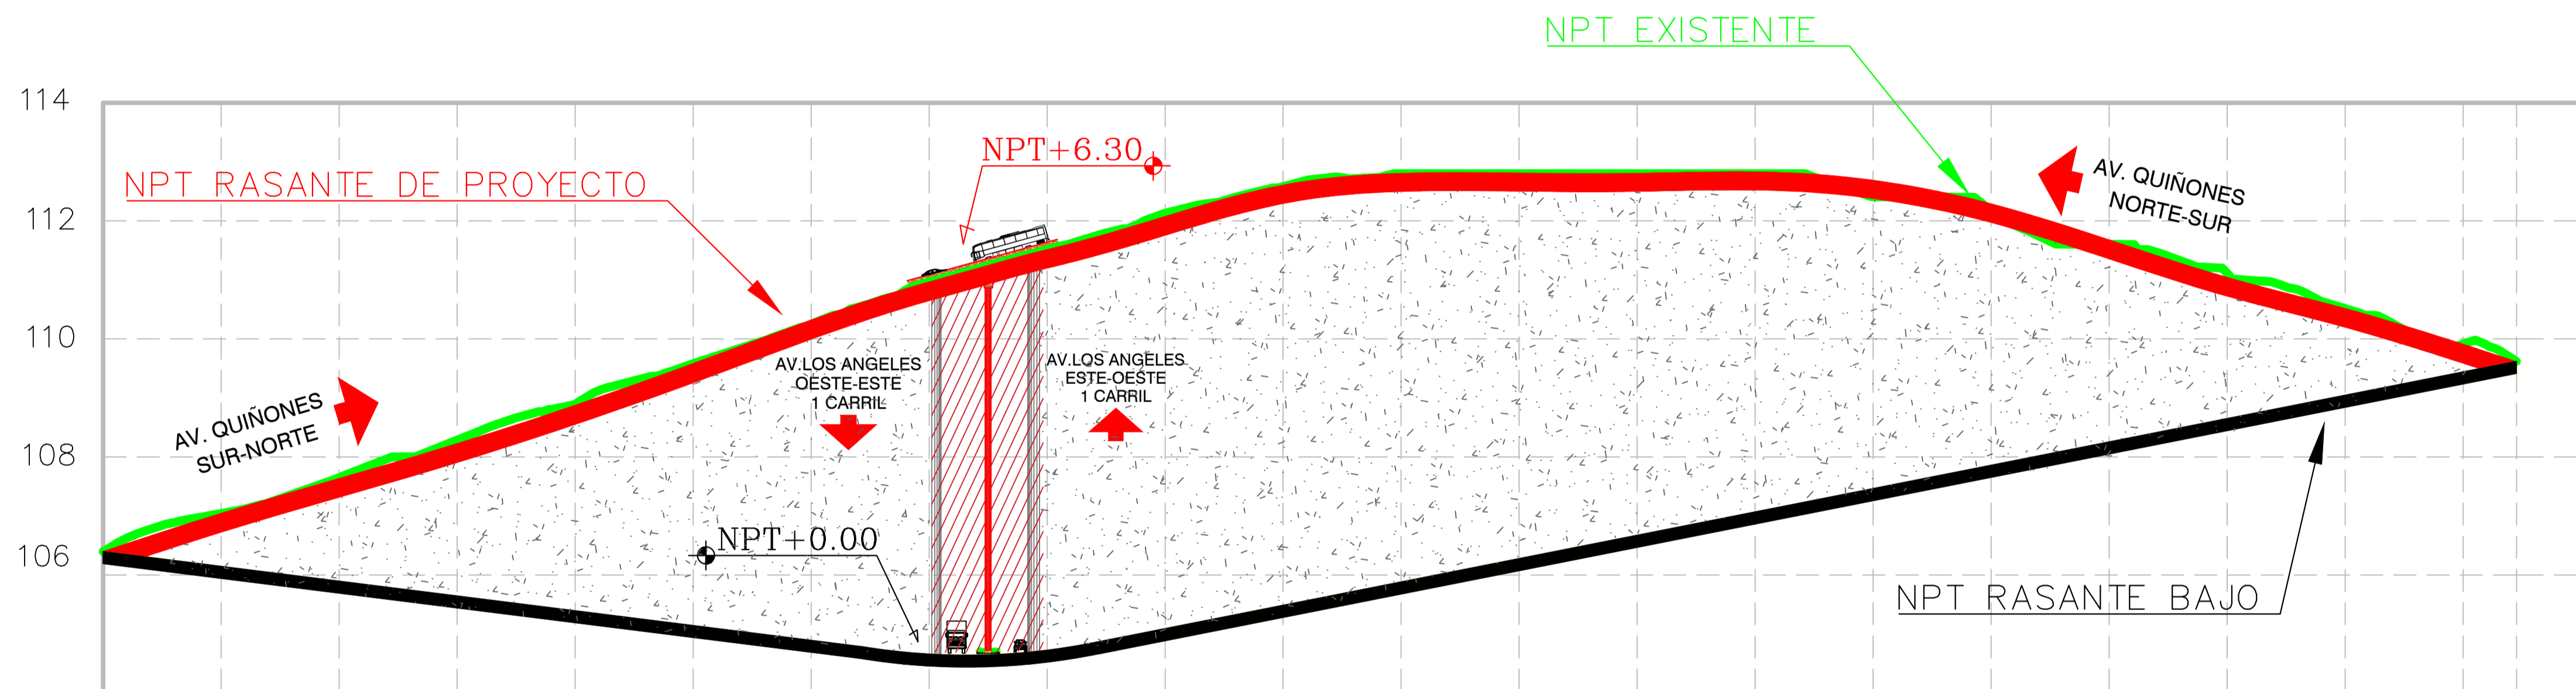 NPT EXISTENTE
114
NPT+6.30
NPT RASANTE DE PROYECTO
AV. QUIÑONES
NORTE-SUR
112
110
AV.LOS ANGELES
OESTE-ESTE
1 CARRIL
AV.LOS ANGELES
ESTE-OESTE
1 CARRIL
AV. QUIÑONES
SUR-NORTE
108
NPT+0.00
106
NPT RASANTE BAJO